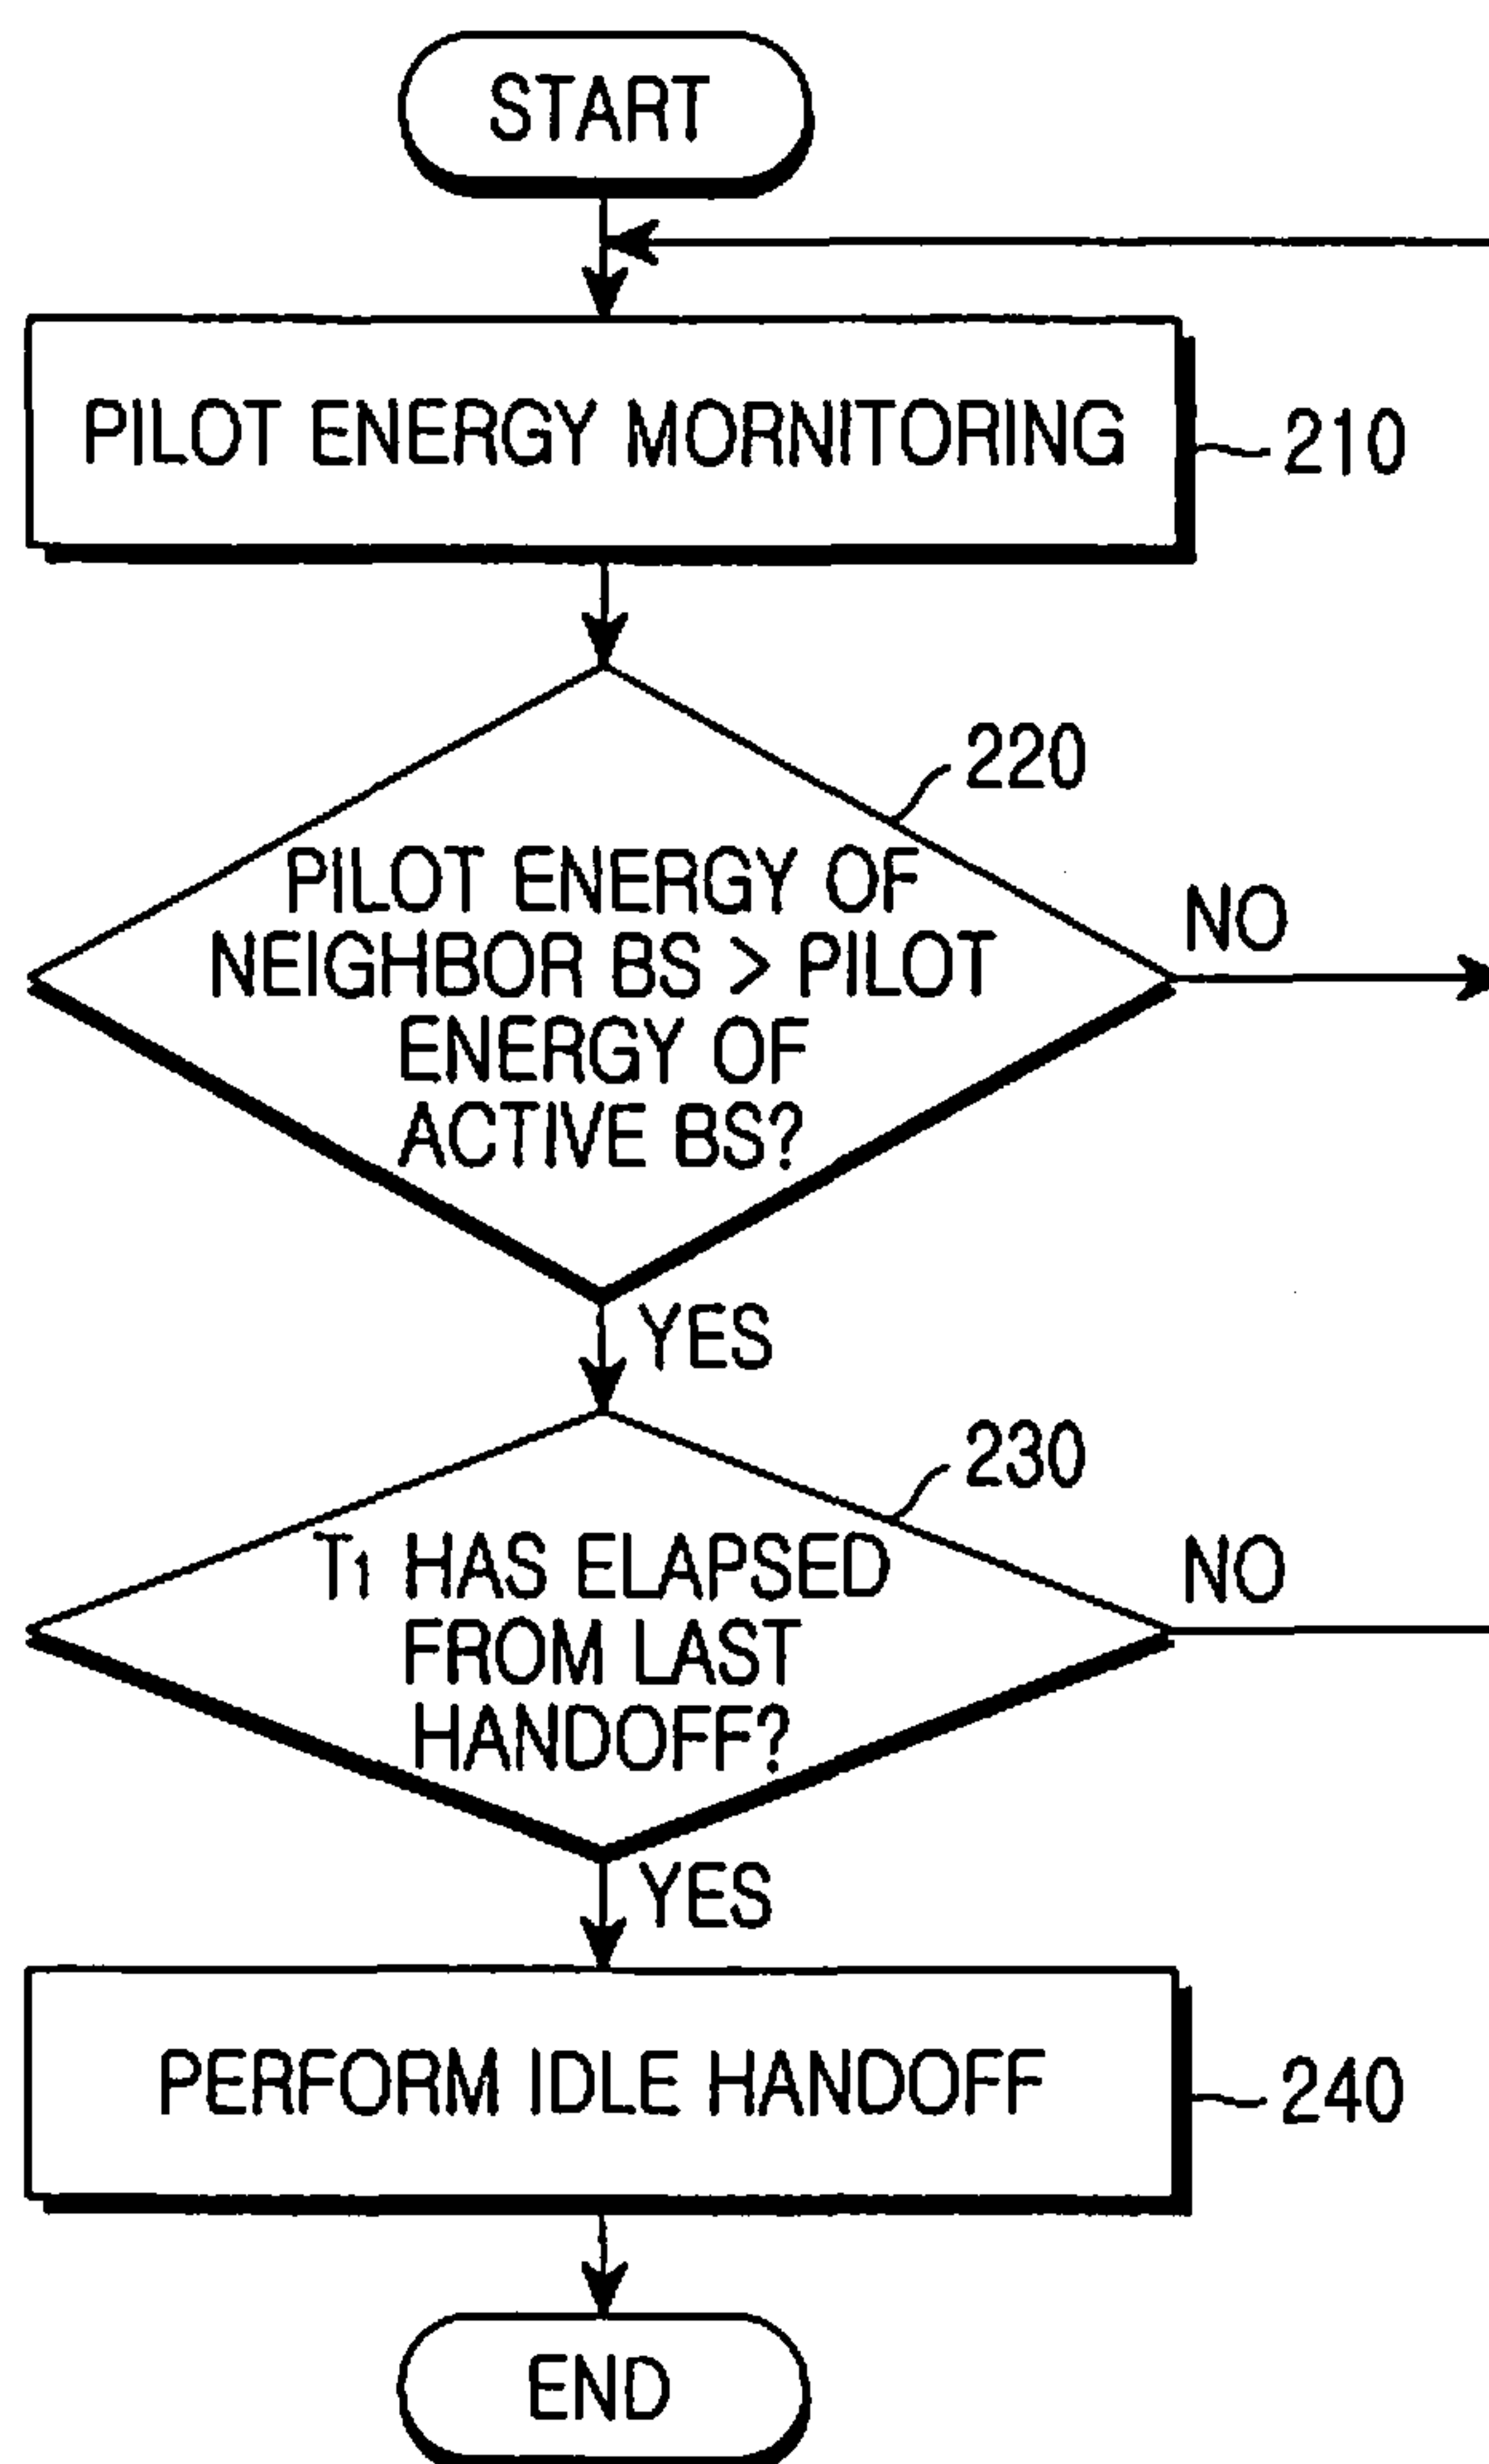 START
PILOT ENERGY MORNITORING
210
220
PILOT ENERGY OF
NEIGHBOR BS > PILOT
ENERGY OF
ACTIVE BS?
NO
YES
230
T1 HAS ELAPSED
FROM LAST
HANDOFF?
NO
YES
PERFORM IDLE HANDOFF
240
END